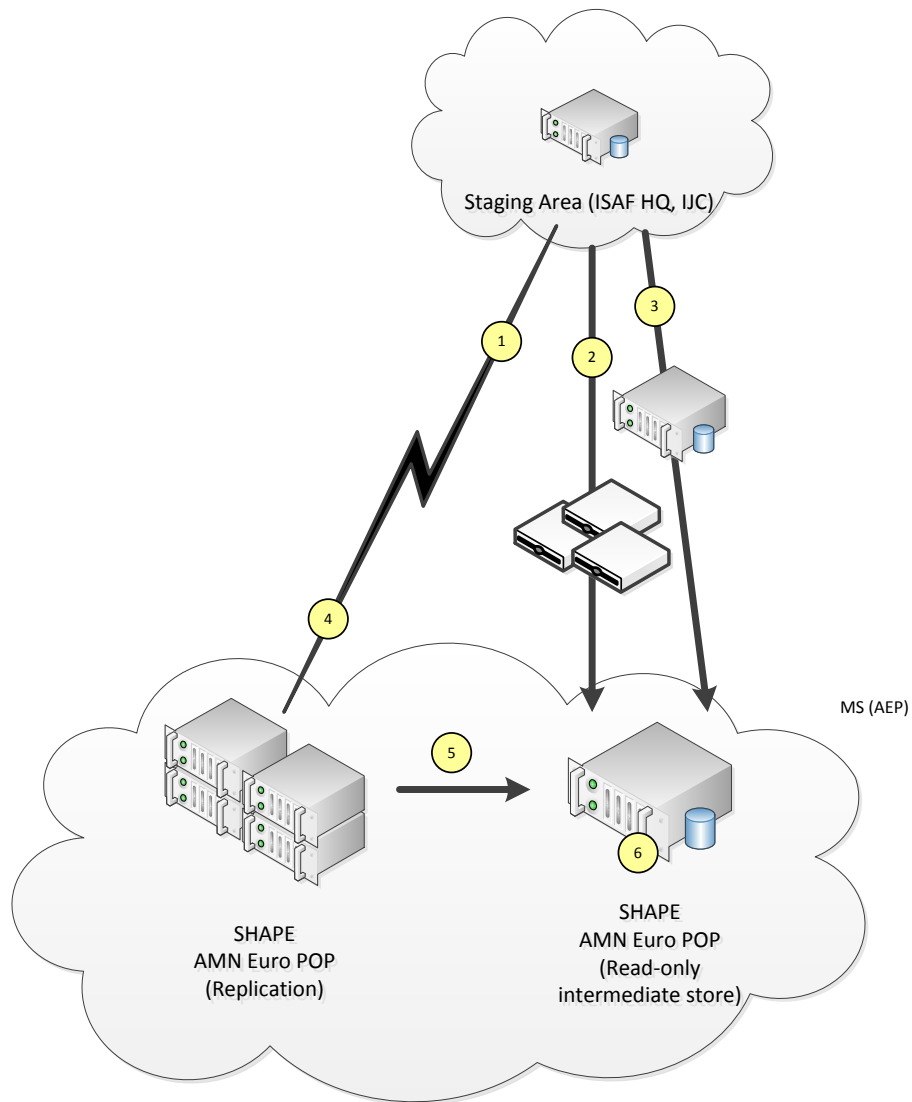 Staging Area (ISAF HQ, IJC)
3
1
2
4
MS (AEP)
5
6
SHAPE
AMN Euro POP
(Replication)
SHAPE
AMN Euro POP
(Read-only
intermediate store)